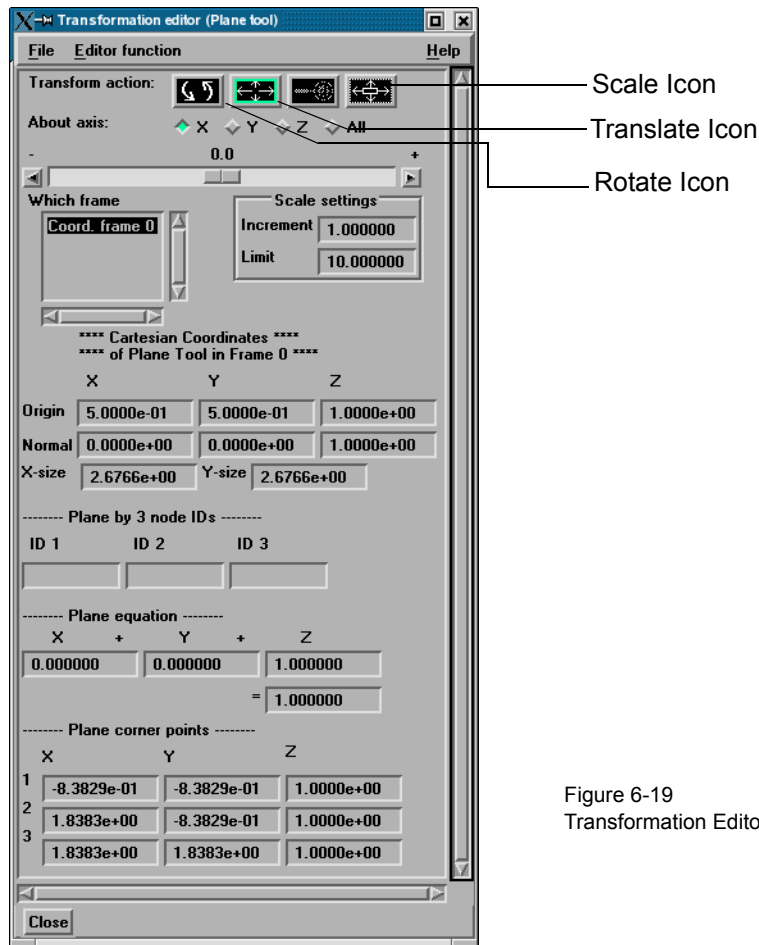 Transformation editor (Plane tool)
File Editor function Help
Transform action:
Scale Icon
About axis: X Y Z All
Translate Icon
- 0.0 +
Rotate Icon
Which frame
Coord. frame 0
Scale settings
Increment 1.000000
Limit 10.000000
**** Cartesian Coordinates ****
**** of Plane Tool in Frame 0 ****
X Y Z
Origin 5.0000e-01 5.0000e-01 1.0000e+00
Normal 0.0000e+00 0.0000e+00 1.0000e+00
X-size 2.6766e+00 Y-size 2.6766e+00
-------- Plane by 3 node IDs --------
ID 1 ID 2 ID 3
-------- Plane equation --------
X + Y + Z
0.000000 0.000000 1.000000
= 1.000000
-------- Plane corner points --------
X Y Z
1 -8.3829e-01 -8.3829e-01 1.0000e+00
2 1.8383e+00 -8.3829e-01 1.0000e+00
3 1.8383e+00 1.8383e+00 1.0000e+00
Figure 6-19
Transformation Edito
Close